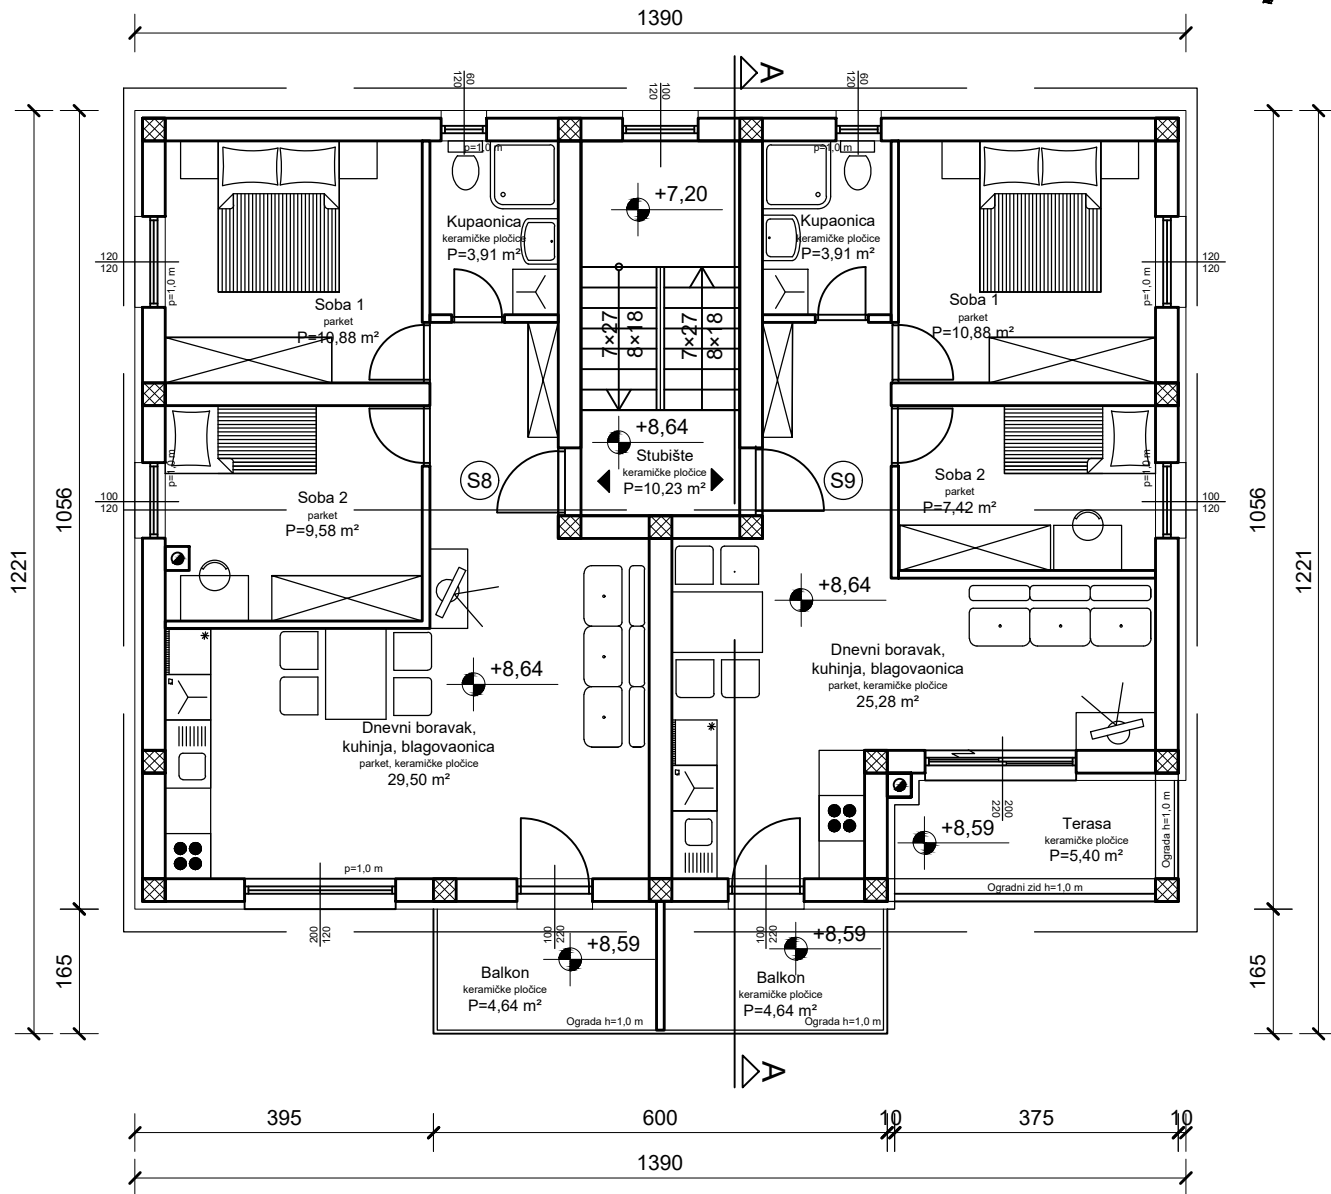 1390
A
60
120
100
120
60
120
p=1,0 m
p=1,0 m
+7,20
Kupaonica
keramičke pločice
P=3,91 m²
Kupaonica
keramičke pločice
P=3,91 m²
120
120
p=1,0 m
120
120
p=1,0 m
Soba 1
parket
P=10,88 m²
Soba 1
parket
P=10,88 m²
7×27
8×18
7×27
8×18
+8,64
Stubište
keramičke pločice
P=10,23 m²
S8
S9
p=1,0 m
100
120
p=1,0 m
100
120
Soba 2
parket
P=9,58 m²
Soba 2
parket
P=7,42 m²
1221
1056
1056
1221
+8,64
+8,64
Dnevni boravak,
kuhinja, blagovaonica
parket, keramičke pločice
25,28 m²
Dnevni boravak,
kuhinja, blagovaonica
parket, keramičke pločice
29,50 m²
200
220
+8,59
Terasa
keramičke pločice
P=5,40 m²
Ograda h=1,0 m
p=1,0 m
Ogradni zid h=1,0 m
200
120
100
220
100
220
+8,59
+8,59
165
165
Balkon
keramičke pločice
P=4,64 m²
Ograda h=1,0 m
Balkon
keramičke pločice
P=4,64 m²
Ograda h=1,0 m
A
395
600
10
375
10
1390